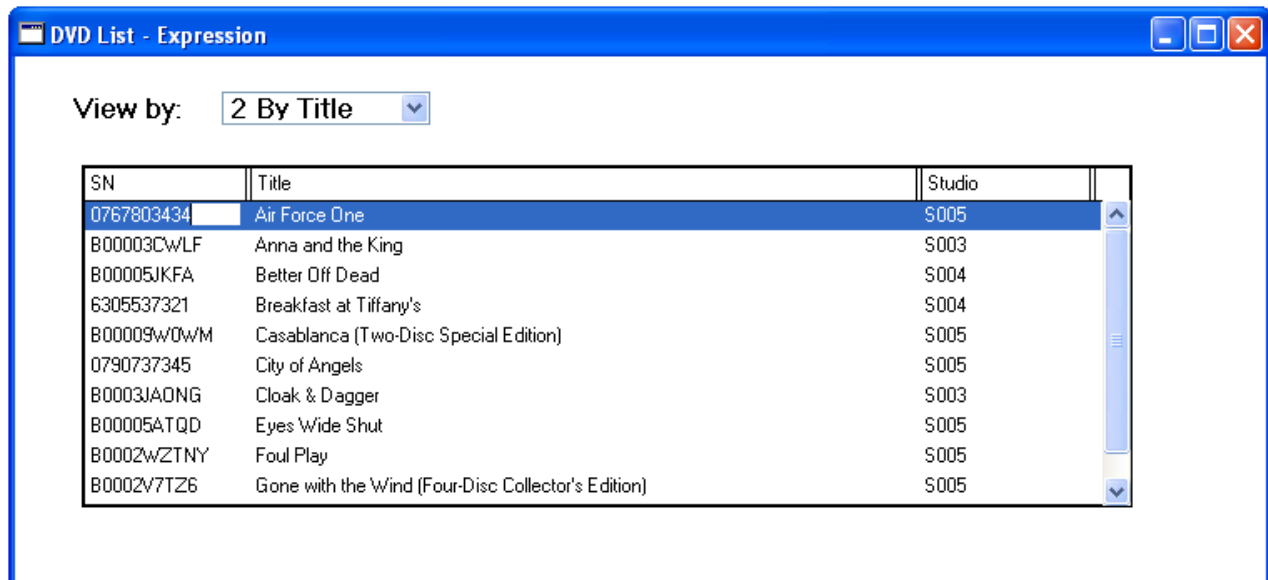 DVD List - Expression
View by: 2 By Title
SN Title Studio
0767803434 Air Force One S005
B00003CWLF Anna and the King S003
B00005JKFA Better Off Dead S004
6305537321 Breakfast at Tiffany's S004
B00009W0WM Casablanca (Two-Disc Special Edition) S005
0790737345 City of Angels S005
B0003JAONG Cloak & Dagger S003
B00005ATQD Eyes Wide Shut S005
B0002WZTNY Foul Play S005
B0002V7TZ6 Gone with the Wind (Four-Disc Collector's Edition) S005